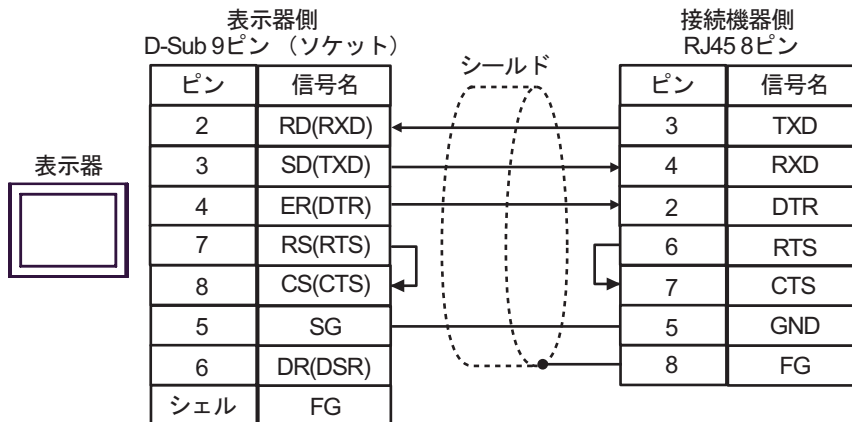 表示器側
D-Sub 9ピン （ソケット）
接続機器側
RJ45 8ピン
シールド
ピン 信号名 ピン 信号名
2 RD(RXD) 3 TXD
表示器
3 SD(TXD) 4 RXD
4 ER(DTR) 2 DTR
7 RS(RTS) 6 RTS
8 CS(CTS) 7 CTS
5 SG 5 GND
6 DR(DSR) 8 FG
シェル FG